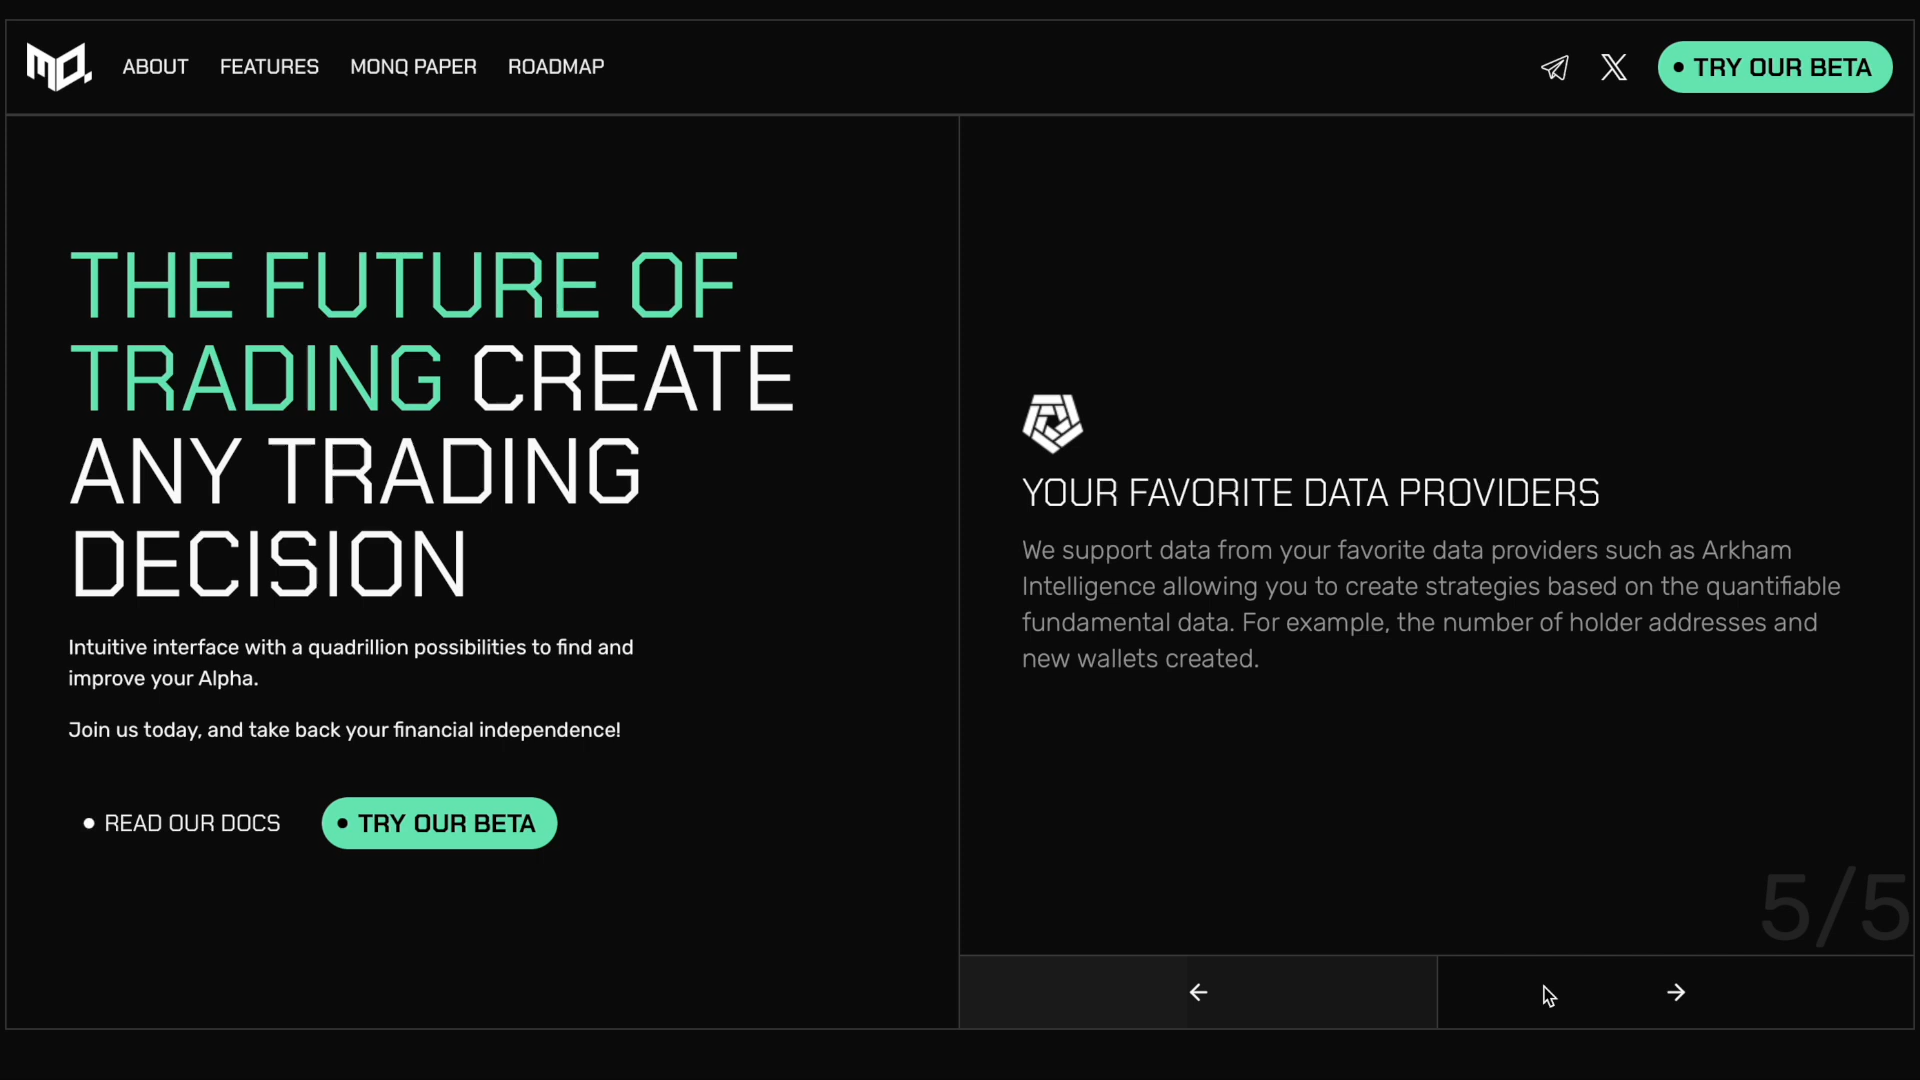 MQ.
ABOUT
FEATURES
MONQ PAPER
ROADMAP
TRY OUR BETA
THE FUTURE OF
TRADING CREATE
ANY TRADING
DECISION
Intuitive interface with a quadrillion possibilities to find and
improve your Alpha.
Join us today, and take back your financial independence!
READ OUR DOCS
TRY OUR BETA
YOUR FAVORITE DATA PROVIDERS
We support data from your favorite data providers such as Arkham
Intelligence allowing you to create strategies based on the quantifiable
fundamental data. For example, the number of holder addresses and
new wallets created.
5/5